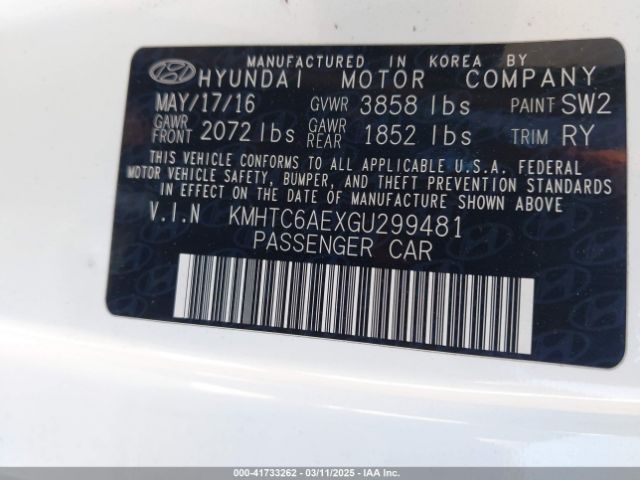 MANUFACTURED IN KOREA BY
HYUNDAI MOTOR COMPANY
MAY/17/16 GVWR 3858 lbs PAINT SW2
GAWR FRONT 2072 lbs GAWR REAR 1852 lbs TRIM RY
THIS VEHICLE CONFORMS TO ALL APPLICABLE U.S.A. FEDERAL
MOTOR VEHICLE SAFETY, BUMPER, AND THEFT PREVENTION STANDARDS
IN EFFECT ON THE DATE OF MANUFACTURE SHOWN ABOVE
V.I.N KMHTC6AEXGU299481
PASSENGER CAR
000-41733262 - 03/11/2025 - IAA Inc.